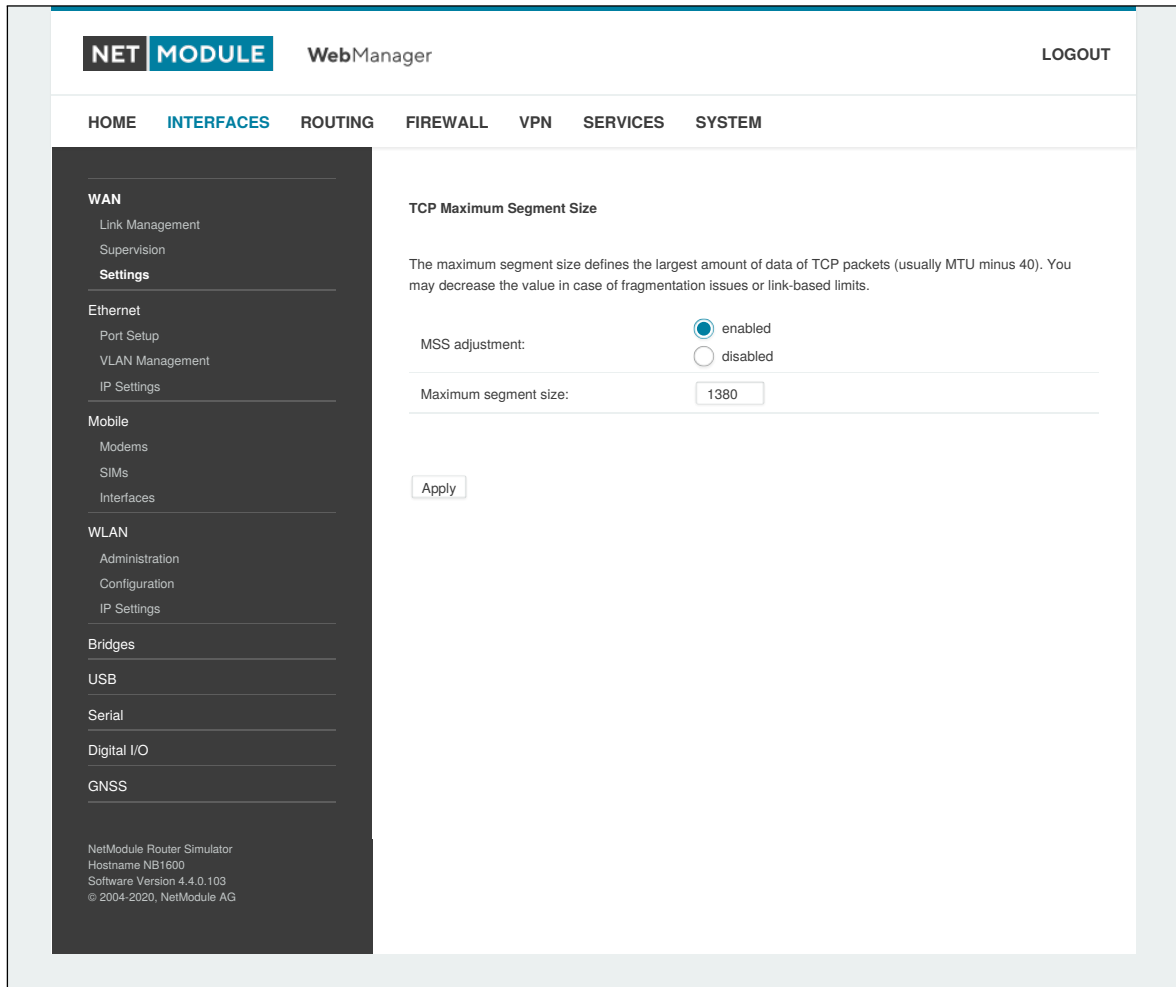 NET MODULE WebManager LOGOUT
HOME INTERFACES ROUTING FIREWALL VPN SERVICES SYSTEM
WAN
Link Management
Supervision
Settings
Ethernet
Port Setup
VLAN Management
IP Settings
Mobile
Modems
SIMs
Interfaces
WLAN
Administration
Configuration
IP Settings
Bridges
USB
Serial
Digital I/O
GNSS
NetModule Router Simulator
Hostname NB1600
Software Version 4.4.0.103
© 2004-2020, NetModule AG
TCP Maximum Segment Size
The maximum segment size defines the largest amount of data of TCP packets (usually MTU minus 40). You
may decrease the value in case of fragmentation issues or link-based limits.
MSS adjustment:
enabled
disabled
Maximum segment size: 1380
Apply